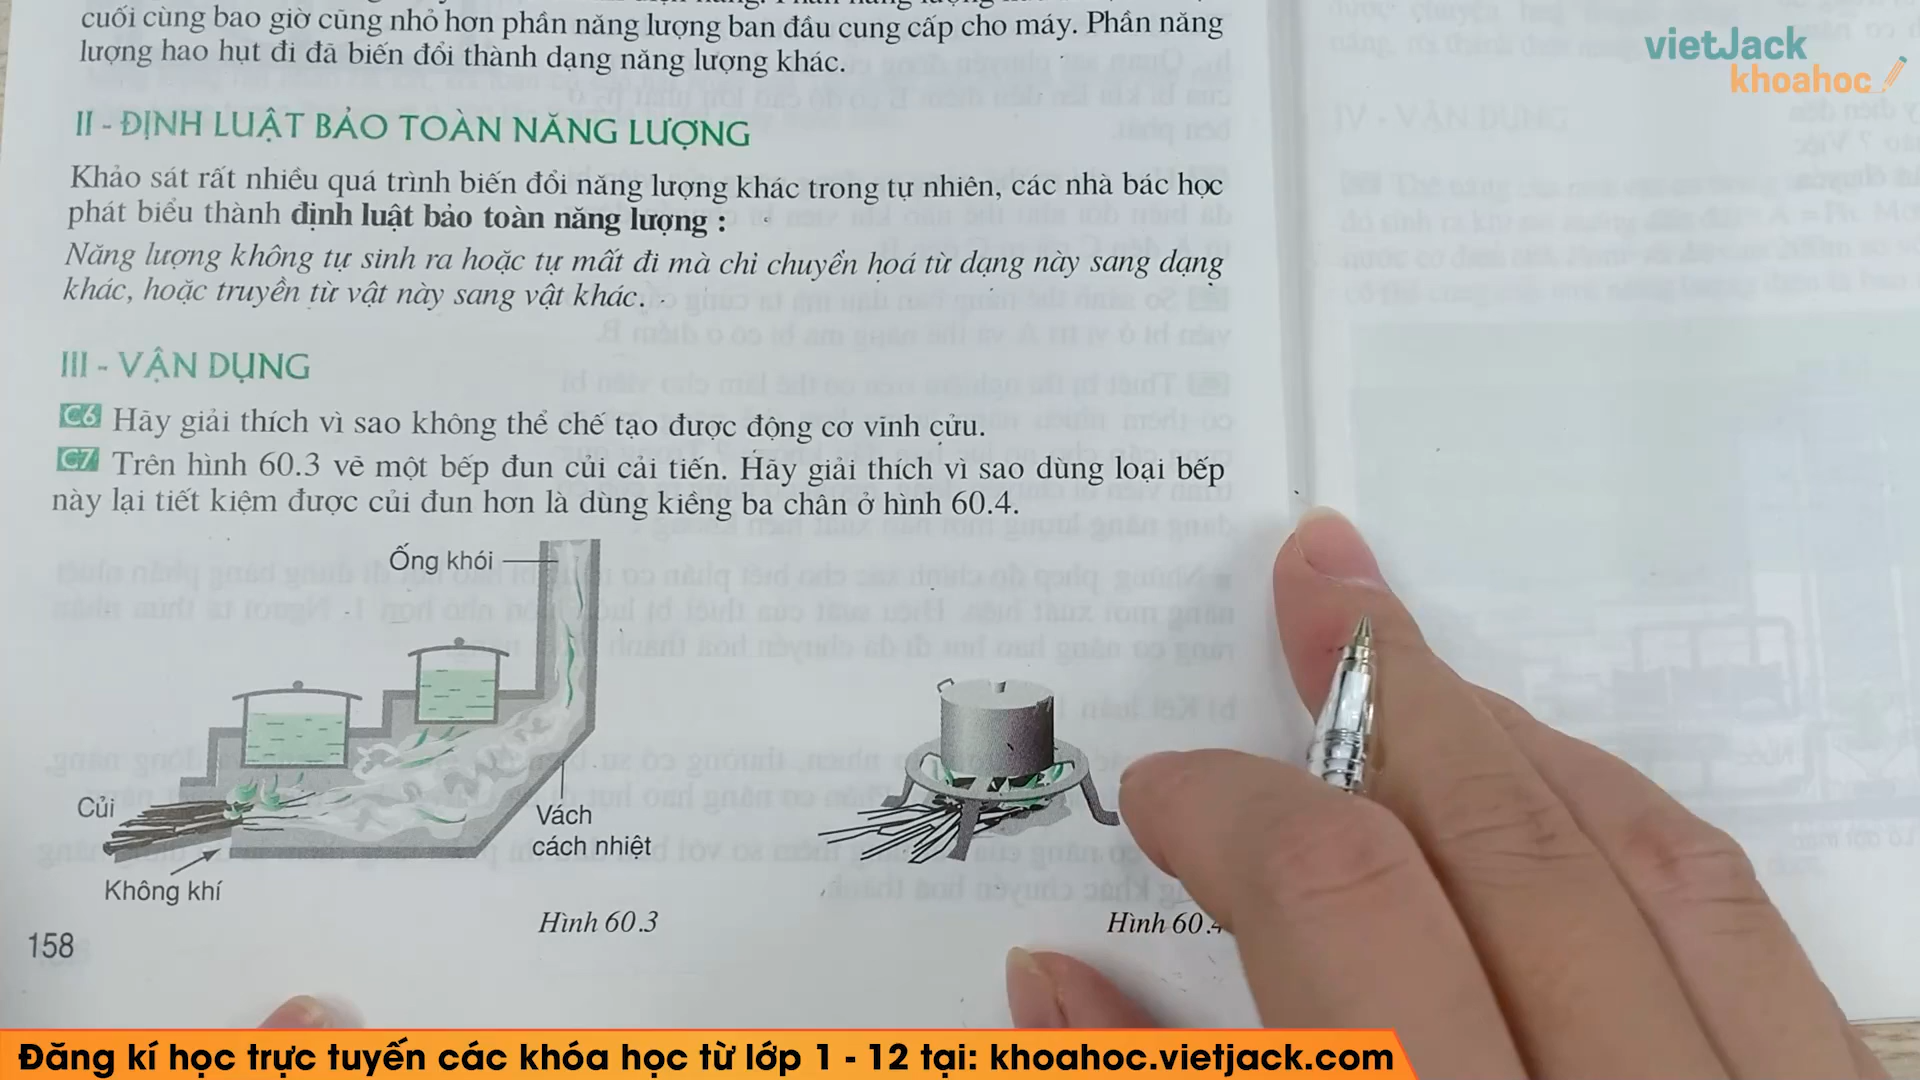 cuối cùng bao giờ cũng nhỏ hơn phần năng lượng ban đầu cung cấp cho máy. Phần năng
lượng hao hụt đi đã biến đổi thành dạng năng lượng khác.
vietJack
khoahoc
II - ĐỊNH LUẬT BẢO TOÀN NĂNG LƯỢNG
Khảo sát rất nhiều quá trình biến đổi năng lượng khác trong tự nhiên, các nhà bác học
phát biểu thành định luật bảo toàn năng lượng :
Năng lượng không tự sinh ra hoặc tự mất đi mà chỉ chuyển hoá từ dạng này sang dạng
khác, hoặc truyền từ vật này sang vật khác.
III - VẬN DỤNG
C6 Hãy giải thích vì sao không thể chế tạo được động cơ vĩnh cửu.
C7 Trên hình 60.3 vẽ một bếp đun củi cải tiến. Hãy giải thích vì sao dùng loại bếp
này lại tiết kiệm được củi đun hơn là dùng kiềng ba chân ở hình 60.4.
Ống khói
Củi
Vách
cách nhiệt
Không khí
Hình 60.3
Hình 60.4
158
Đăng kí học trực tuyến các khóa học từ lớp 1 - 12 tại: khoahoc.vietjack.com